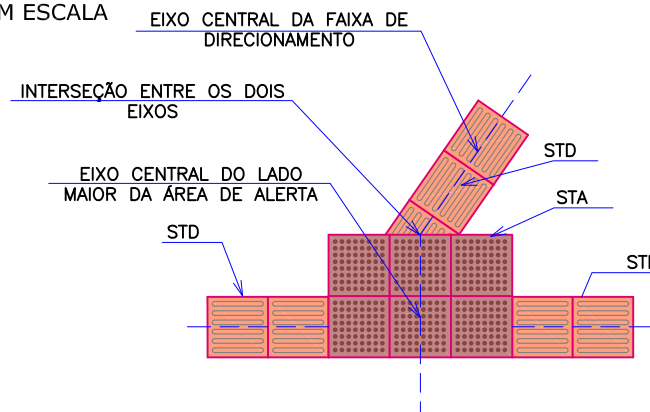 M ESCALA
EIXO CENTRAL DA FAIXA DE
DIRECIONAMENTO
INTERSEÇÃO ENTRE OS DOIS
EIXOS
EIXO CENTRAL DO LADO
MAIOR DA ÁREA DE ALERTA
STD
STA
STD
ST